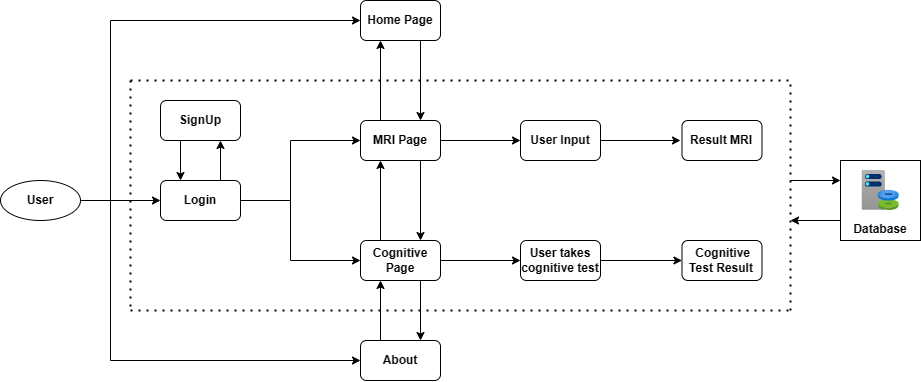 Home Page
SignUp
MRI Page
User Input
Result MRI
User
Login
Database
Cognitive
Page
User takes
cognitive test
Cognitive
Test Result
About